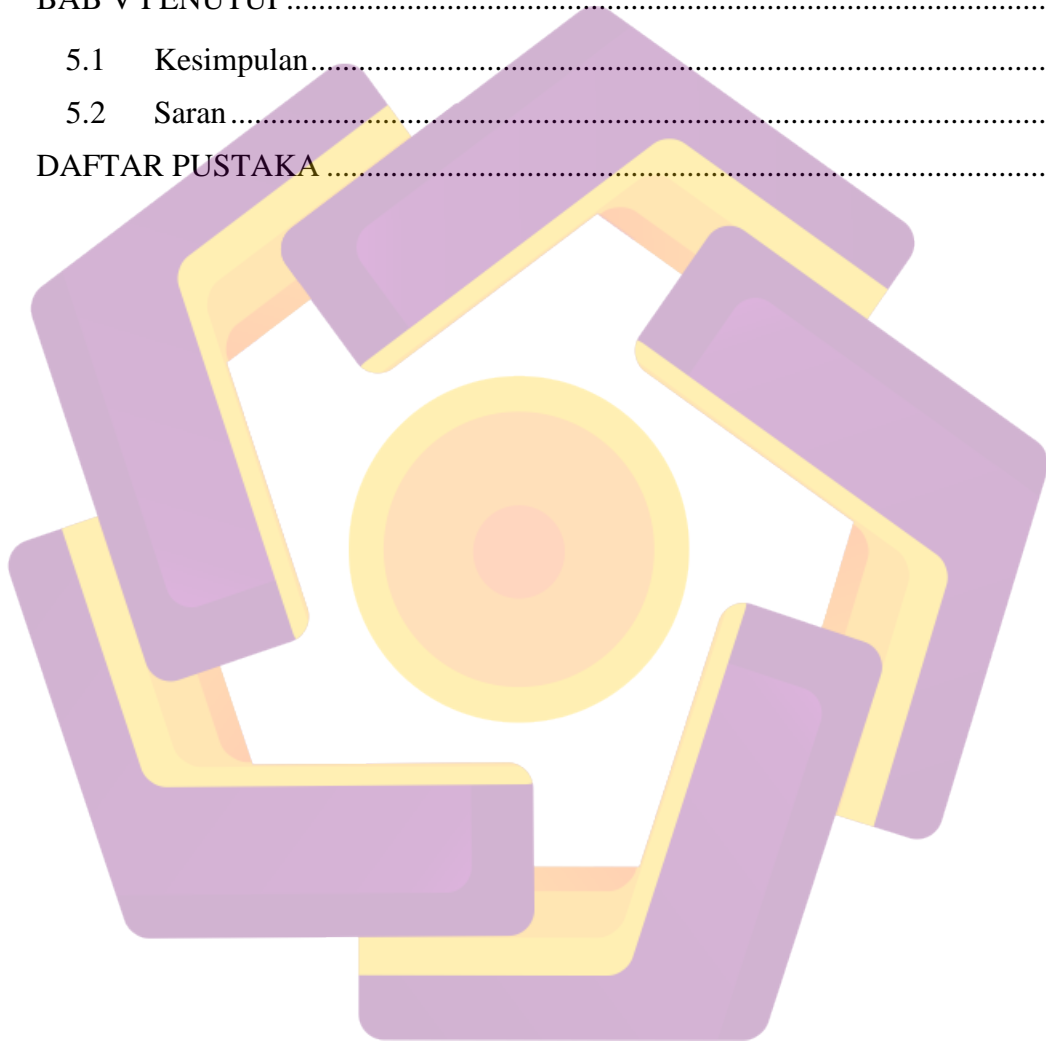 BAB V PENUTUP ........................................................................................
5.1 Kesimpulan ........................................................................................
5.2 Saran ........................................................................................
DAFTAR PUSTAKA ........................................................................................